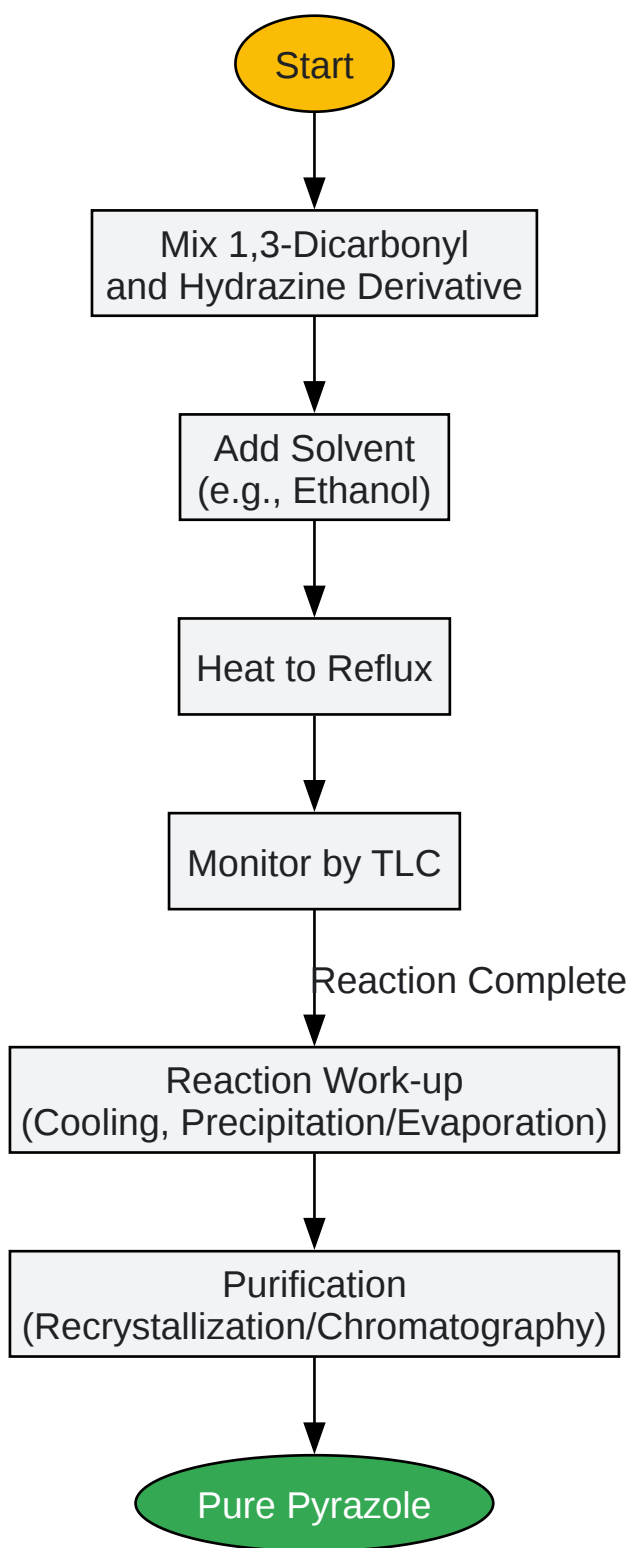 Start
Mix 1,3-Dicarbonyl
and Hydrazine Derivative
Add Solvent
(e.g., Ethanol)
Heat to Reflux
Monitor by TLC
Reaction Complete
Reaction Work-up
(Cooling, Precipitation/Evaporation)
Purification
(Recrystallization/Chromatography)
Pure Pyrazole